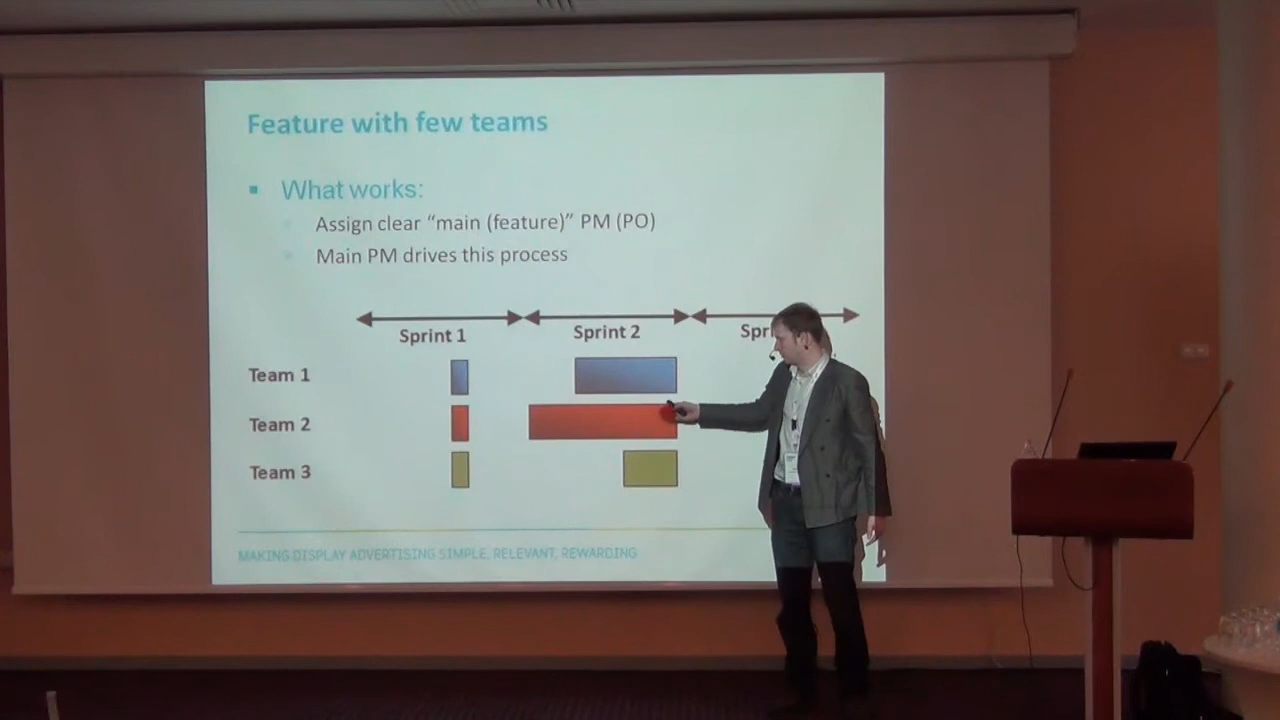 Feature with few teams
What works:
Assign clear “main (feature)” PM (PO)
Main PM drives this process
Sprint 1
Sprint 2
Team 1
Team 2
Team 3
MAKING DISPLAY ADVERTISING SIMPLE, RELEVANT, REWARDING